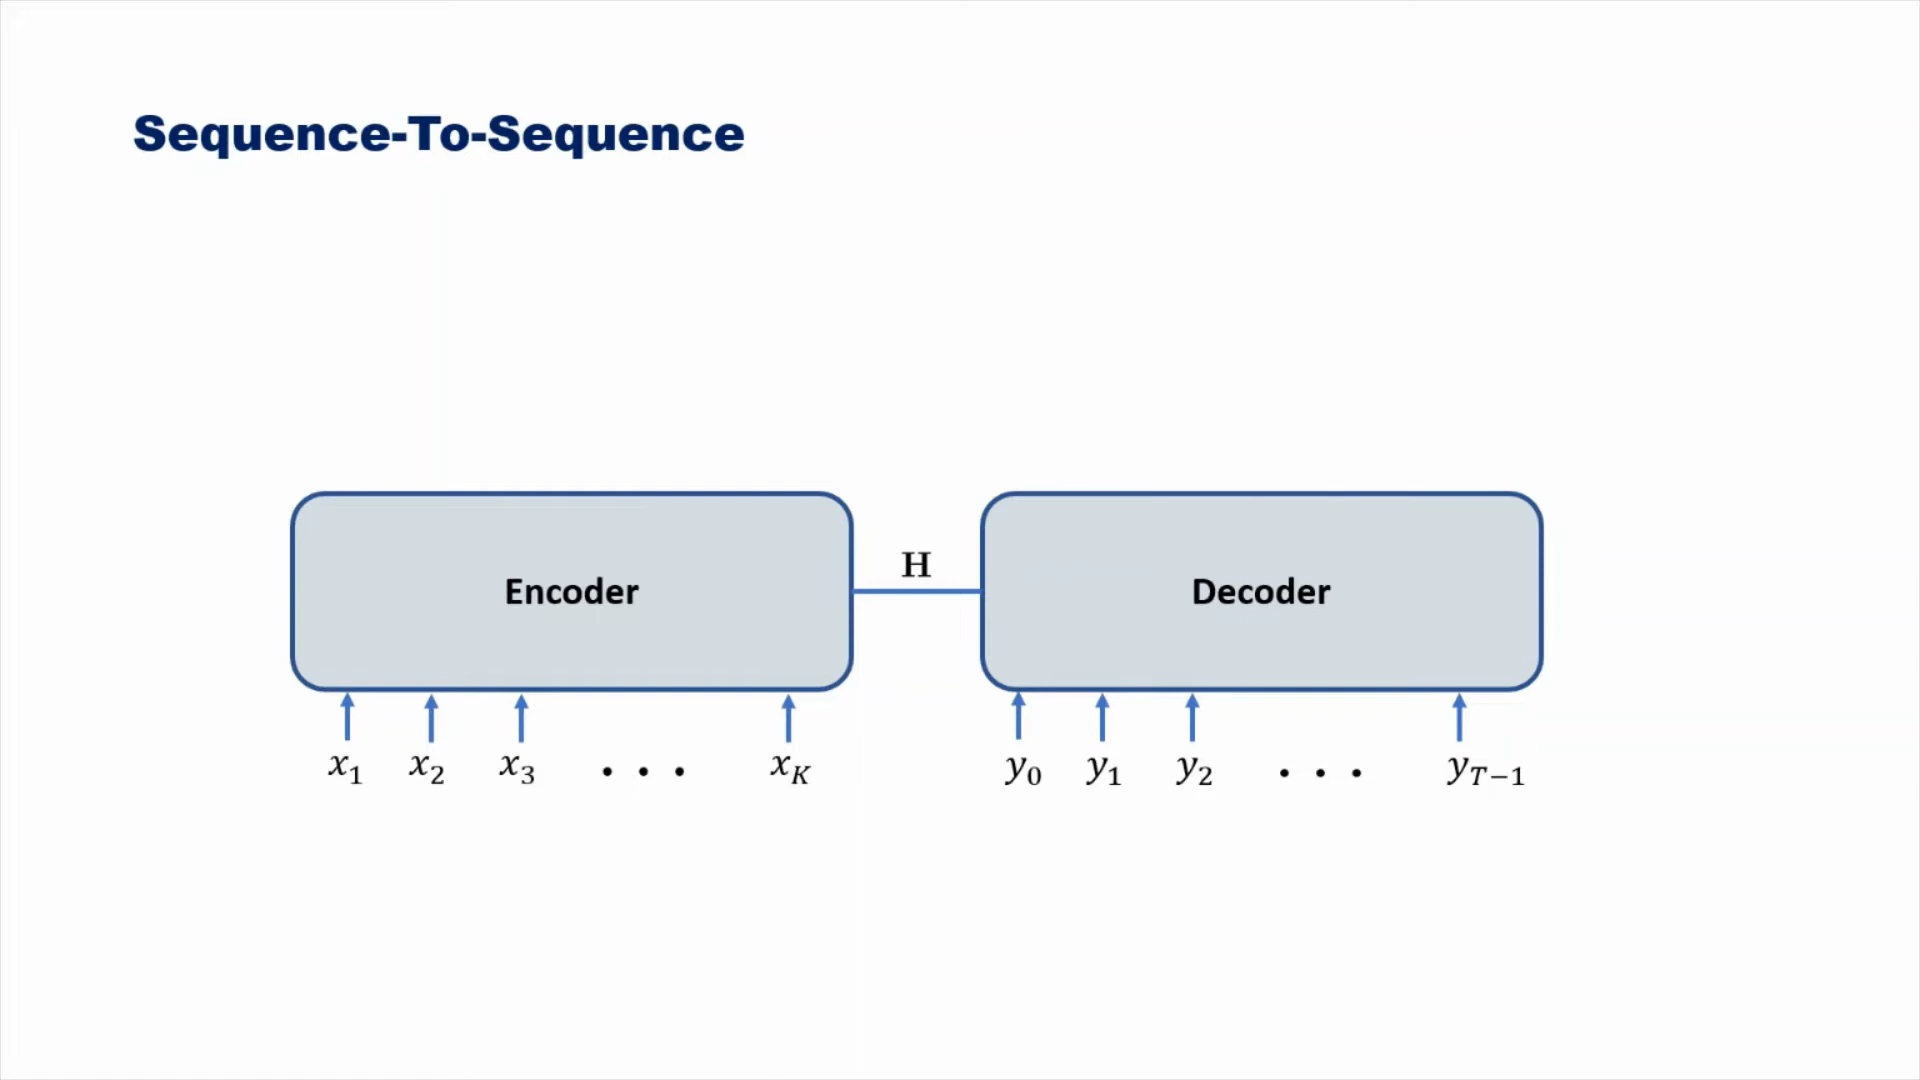 Sequence-To-Sequence
H
Encoder
Decoder
x₁ x₂ x₃ . . . x_K
y₀ y₁ y₂ . . . y_{T−1}